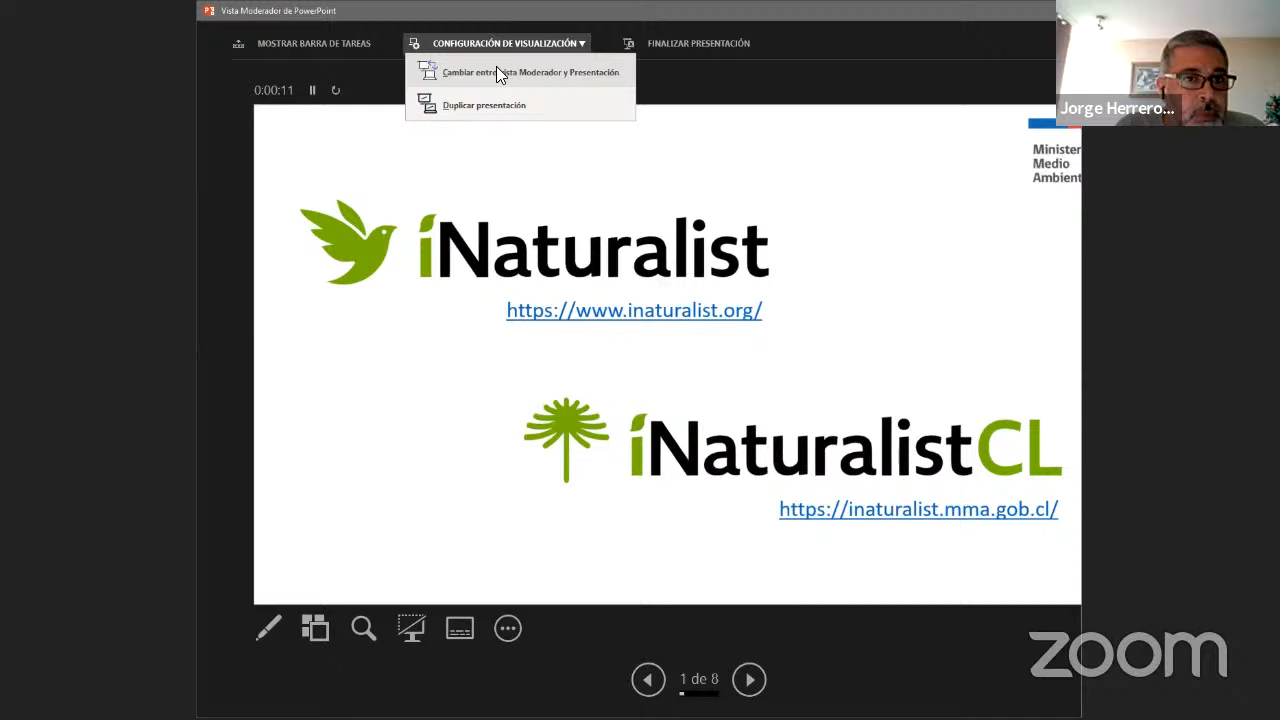 Vista Moderador de PowerPoint
MOSTRAR BARRA DE TAREAS
CONFIGURACIÓN DE VISUALIZACIÓN ▼
FINALIZAR PRESENTACIÓN
Cambiar entre vista Moderador y Presentación
Duplicar presentación
0:00:11
Jorge Herrero...
Minister
Medio
Ambient
iNaturalist
https://www.inaturalist.org/
iNaturalistCL
https://inaturalist.mma.gob.cl/
1 de 8
zoom